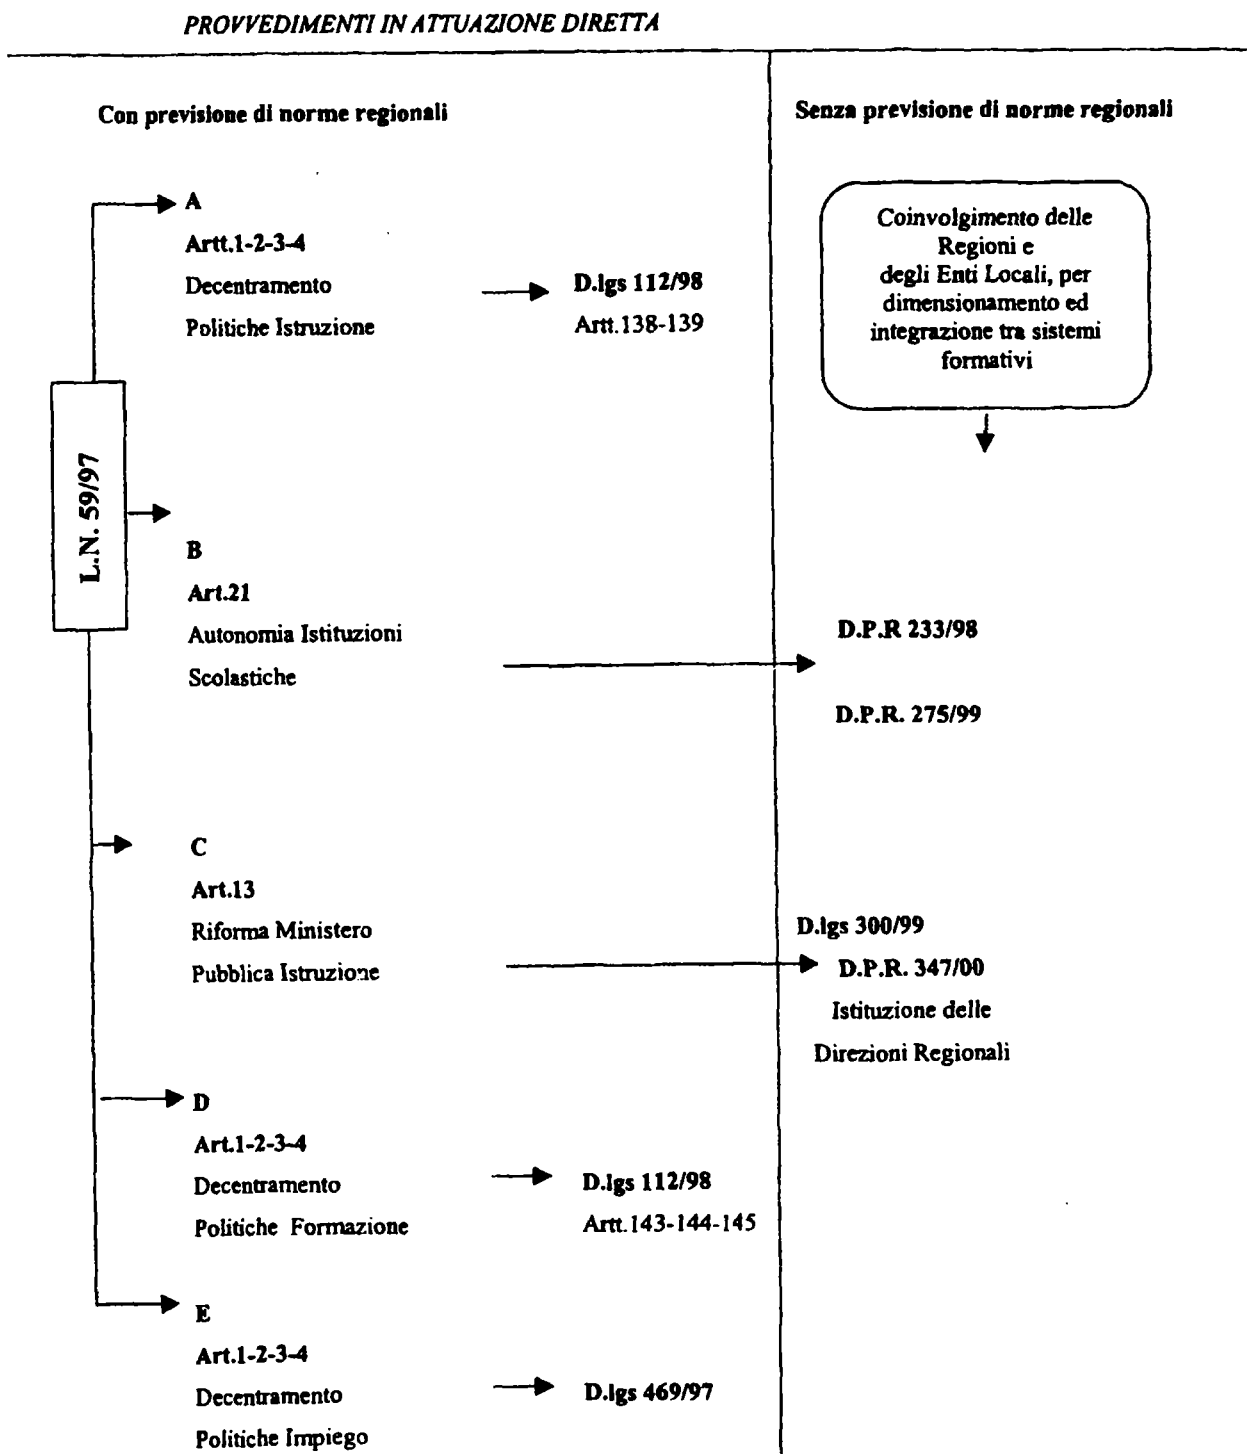 PROVVEDIMENTI IN ATTUAZIONE DIRETTA
Con previsione di norme regionali
Senza previsione di norme regionali
Coinvolgimento delle
Regioni e
degli Enti Locali, per
dimensionamento ed
integrazione tra sistemi
formativi
L.N. 59/97
A
Artt.1-2-3-4
Decentramento
Politiche Istruzione
D.lgs 112/98
Artt.138-139
B
Art.21
Autonomia Istituzioni
Scolastiche
D.P.R 233/98
D.P.R. 275/99
C
Art.13
Riforma Ministero
Pubblica Istruzione
D.lgs 300/99
D.P.R. 347/00
Istituzione delle
Direzioni Regionali
D
Art.1-2-3-4
Decentramento
Politiche Formazione
D.lgs 112/98
Artt.143-144-145
E
Art.1-2-3-4
Decentramento
Politiche Impiego
D.lgs 469/97